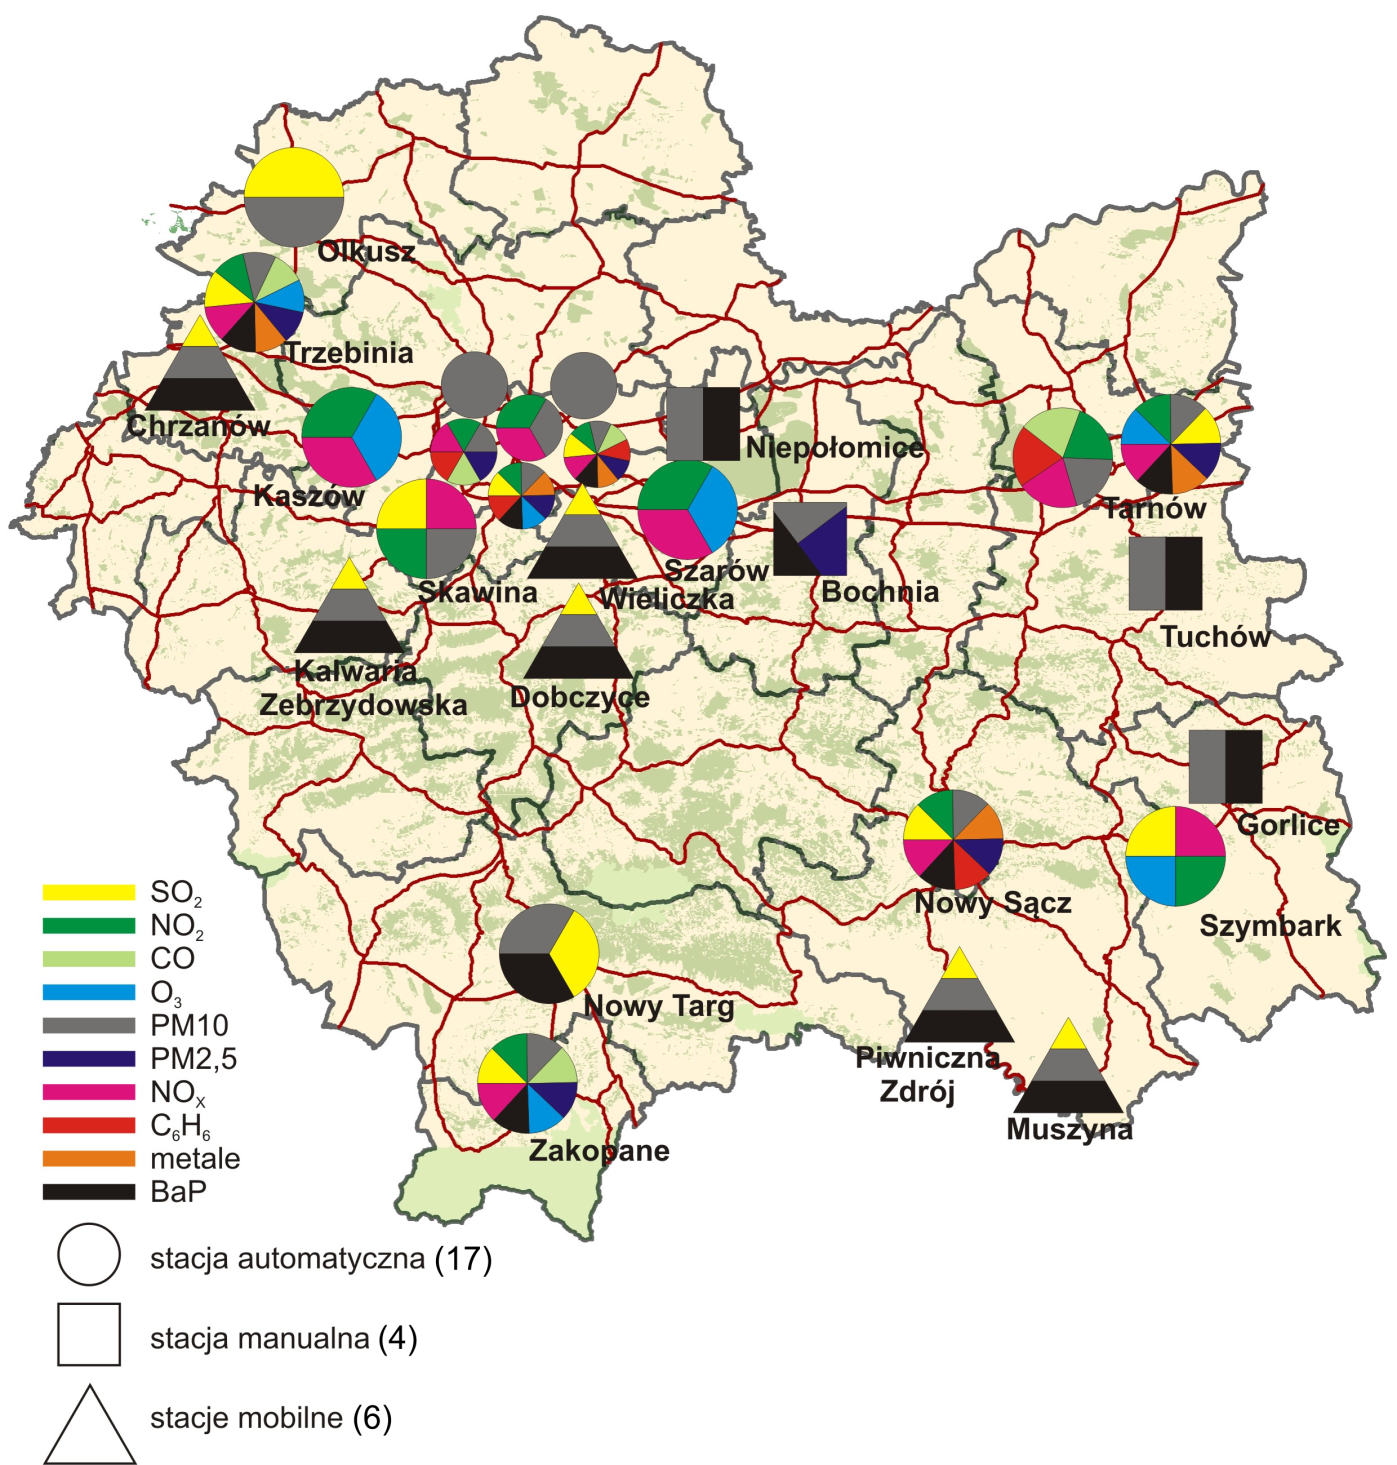 Olkusz
Trzebinia
Chrzanów
Niepołomice
Kaszów
Tarnów
Szarów
Skawina
Wieliczka
Bochnia
Tuchów
Kalwaria
Zebrzydowska
Dobczyce
Gorlice
Nowy Sącz
Szymbark
Nowy Targ
Piwniczna
Zdrój
Muszyna
Zakopane
SO₂
NO₂
CO
O₃
PM10
PM2,5
NOₓ
C₆H₆
metale
BaP
stacja automatyczna (17)
stacja manualna (4)
stacje mobilne (6)